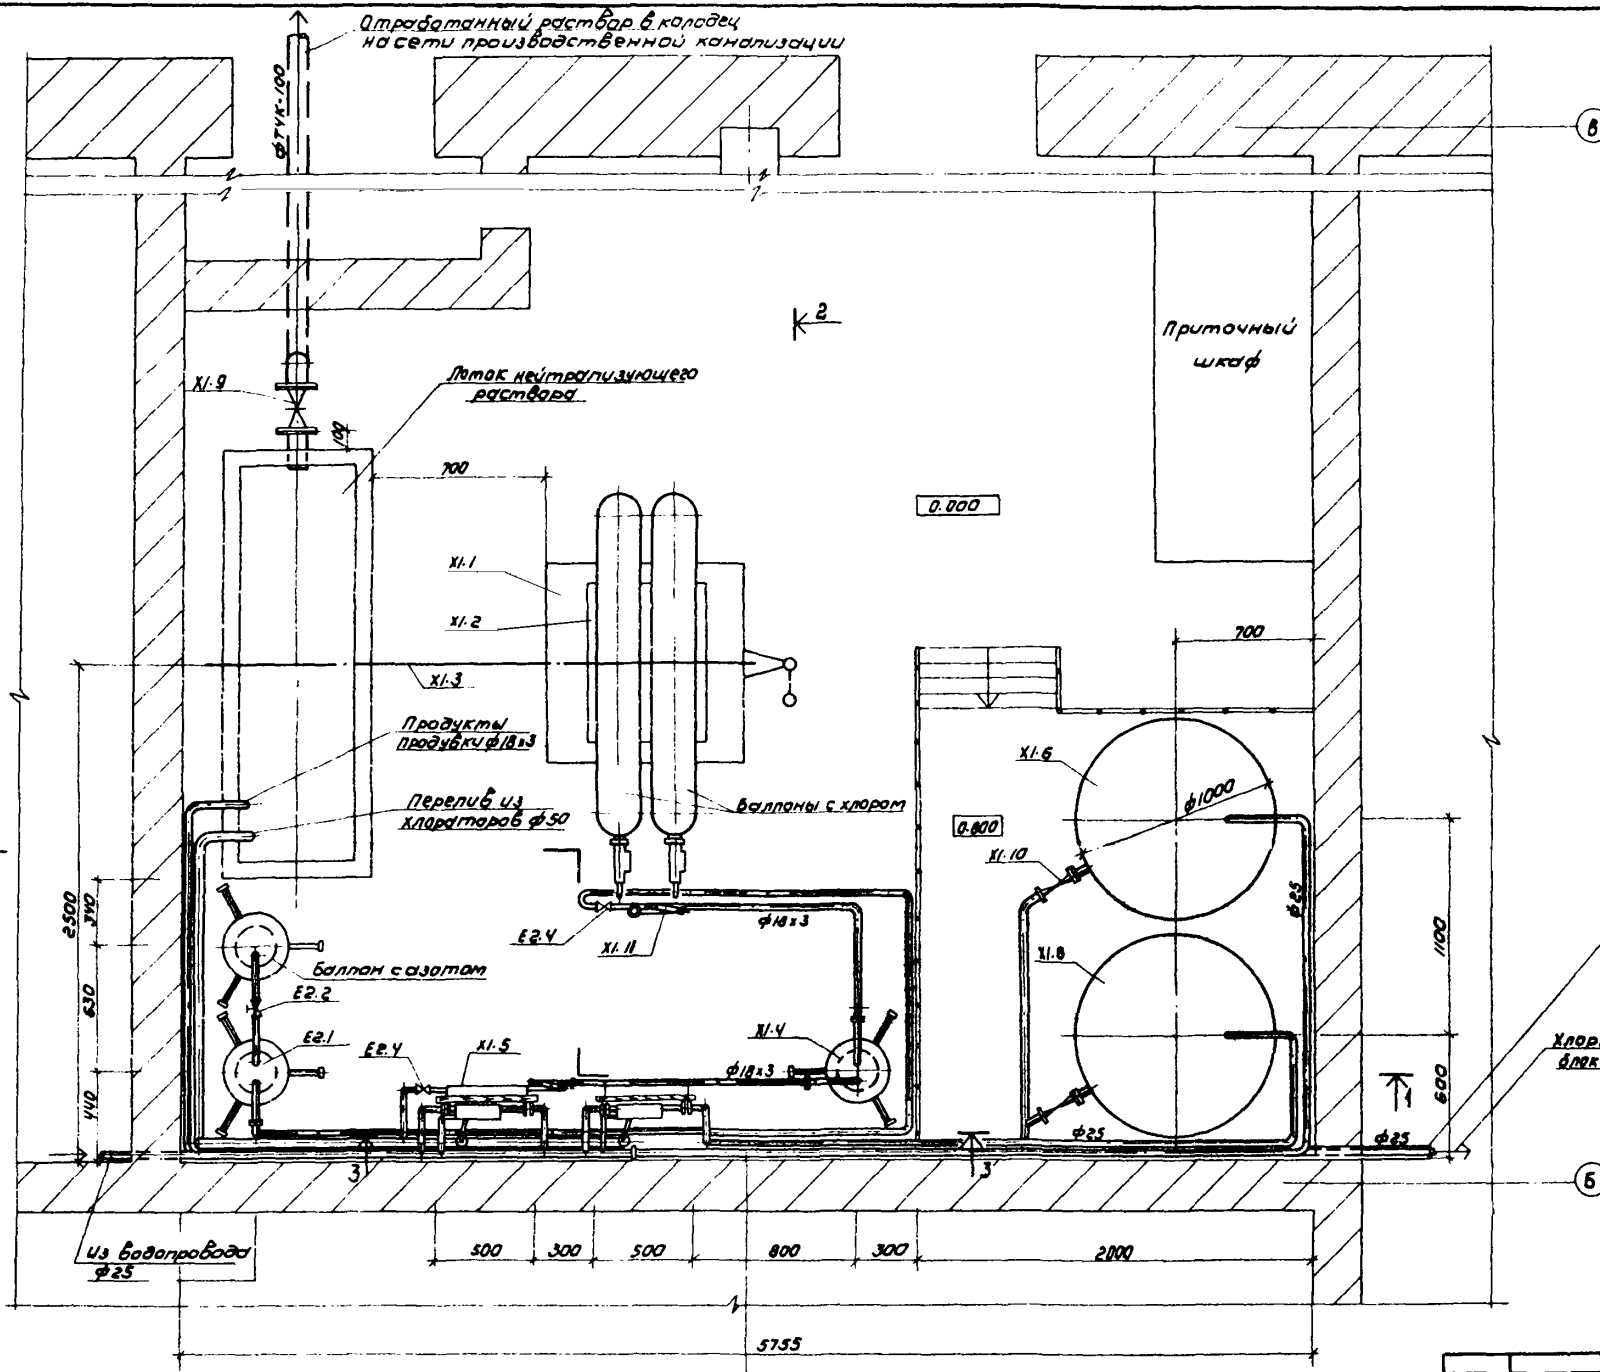 Отработанный раствор в колодец
на сети производственной канализации
фТЧК-100
В
2
Приточный
шкаф
Х1.9
Лоток нейтрализующего
раствора
100
700
0.000
Х1.1
Х1.2
700
Х1.3
Продукты
продувки ф18х3
Х1.6
ф1000
Перелив из
хлораторов ф50
Баллоны с хлором
0.800
Х1.10
2500
340
Е2.4
Х1.11
ф18х3
ф25
1100
Х1.8
Баллон с азотом
630
Е2.2
Е2.1
Е2.4
Х1.5
Х1.4
ф18х3
440
1
600
ф25
ф25
3
3
Б
Из водопровода
ф25
500
300
500
800
300
2000
5755